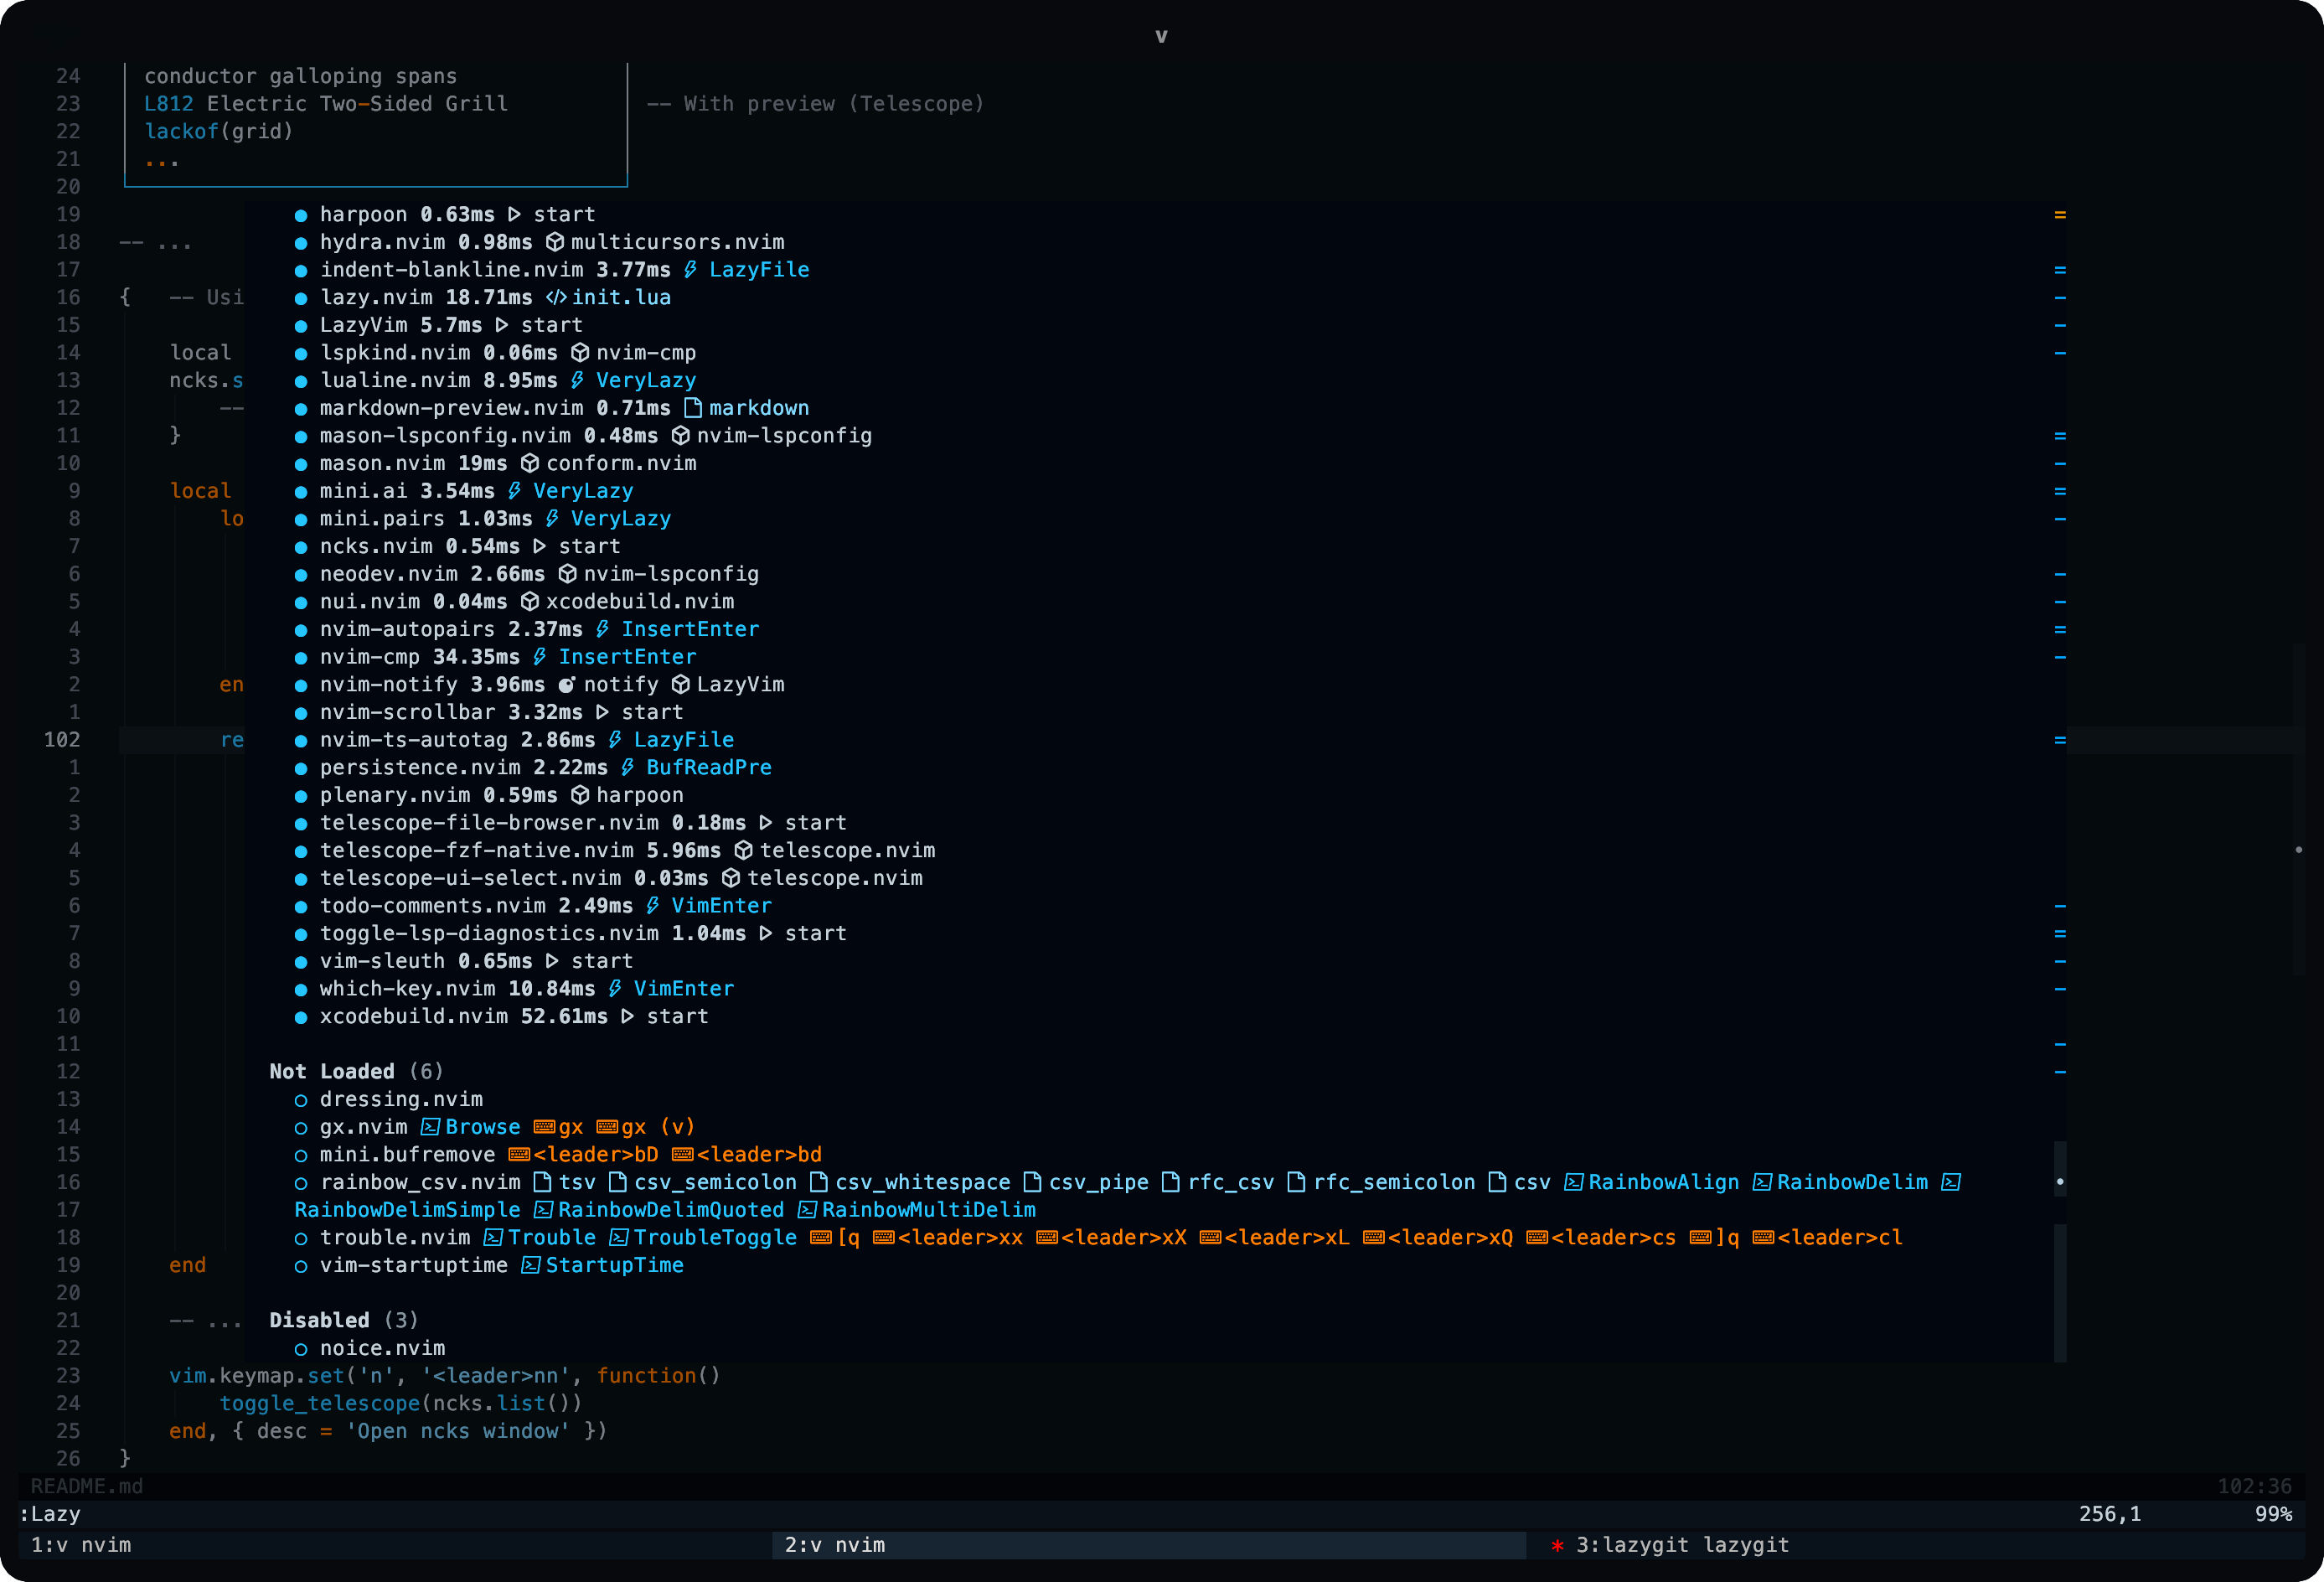 v
24 conductor galloping spans
23 L812 Electric Two-Sided Grill -- With preview (Telescope)
22 lackof(grid)
21 ...
20
19 ● harpoon 0.63ms ▷ start
18 -- ... ● hydra.nvim 0.98ms multicursors.nvim
17 ● indent-blankline.nvim 3.77ms LazyFile
16 { -- Usi ● lazy.nvim 18.71ms </> init.lua
15 ● LazyVim 5.7ms ▷ start
14 local ● lspkind.nvim 0.06ms nvim-cmp
13 ncks.s ● lualine.nvim 8.95ms VeryLazy
12 -- ● markdown-preview.nvim 0.71ms markdown
11 } ● mason-lspconfig.nvim 0.48ms nvim-lspconfig
10 ● mason.nvim 19ms conform.nvim
9 local ● mini.ai 3.54ms VeryLazy
8 lo ● mini.pairs 1.03ms VeryLazy
7 ● ncks.nvim 0.54ms ▷ start
6 ● neodev.nvim 2.66ms nvim-lspconfig
5 ● nui.nvim 0.04ms xcodebuild.nvim
4 ● nvim-autopairs 2.37ms InsertEnter
3 ● nvim-cmp 34.35ms InsertEnter
2 en ● nvim-notify 3.96ms notify LazyVim
1 ● nvim-scrollbar 3.32ms ▷ start
102 re ● nvim-ts-autotag 2.86ms LazyFile
1 ● persistence.nvim 2.22ms BufReadPre
2 ● plenary.nvim 0.59ms harpoon
3 ● telescope-file-browser.nvim 0.18ms ▷ start
4 ● telescope-fzf-native.nvim 5.96ms telescope.nvim
5 ● telescope-ui-select.nvim 0.03ms telescope.nvim
6 ● todo-comments.nvim 2.49ms VimEnter
7 ● toggle-lsp-diagnostics.nvim 1.04ms ▷ start
8 ● vim-sleuth 0.65ms ▷ start
9 ● which-key.nvim 10.84ms VimEnter
10 ● xcodebuild.nvim 52.61ms ▷ start
11
12 Not Loaded (6)
13 ○ dressing.nvim
14 ○ gx.nvim Browse gx gx (v)
15 ○ mini.bufremove <leader>bD <leader>bd
16 ○ rainbow_csv.nvim tsv csv_semicolon csv_whitespace csv_pipe rfc_csv rfc_semicolon csv RainbowAlign RainbowDelim
17 RainbowDelimSimple RainbowDelimQuoted RainbowMultiDelim
18 ○ trouble.nvim Trouble TroubleToggle [q <leader>xx <leader>xX <leader>xL <leader>xQ <leader>cs ]q <leader>cl
19 end ○ vim-startuptime StartupTime
20
21 -- ... Disabled (3)
22 ○ noice.nvim
23 vim.keymap.set('n', '<leader>nn', function()
24 toggle_telescope(ncks.list())
25 end, { desc = 'Open ncks window' })
26 }
README.md 102:36
:Lazy 256,1 99%
1:v nvim 2:v nvim * 3:lazygit lazygit